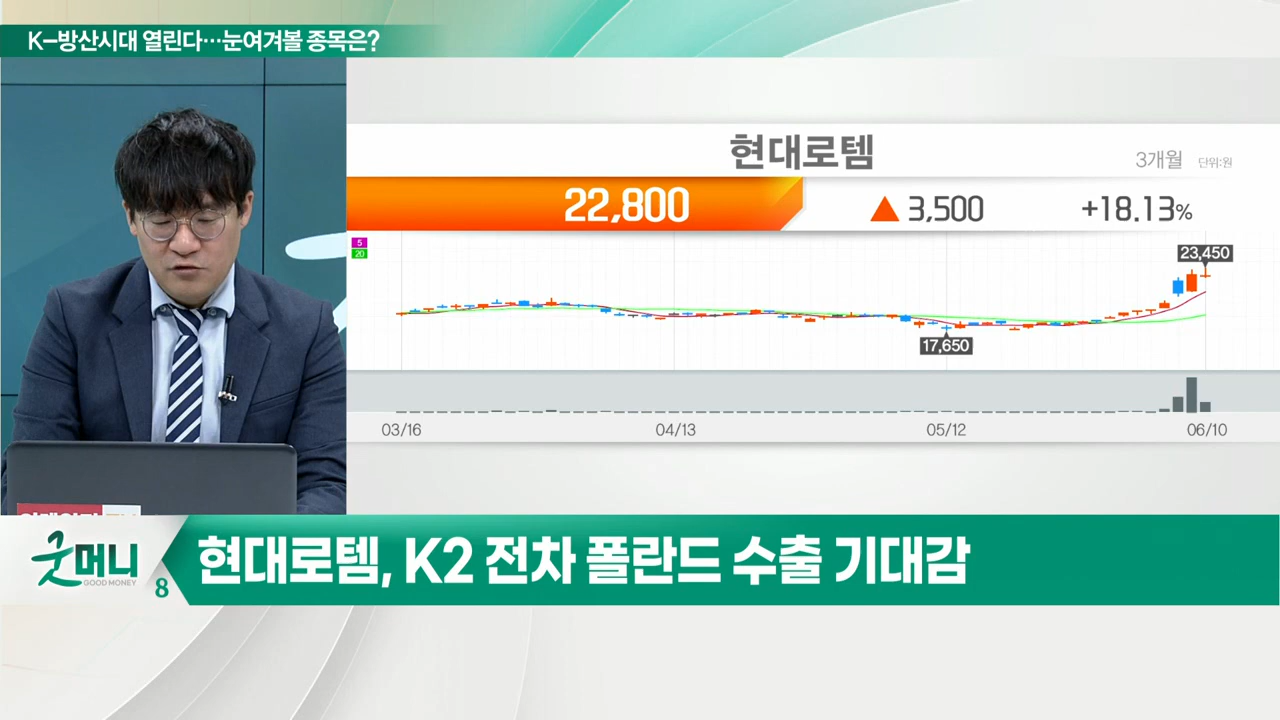 K-방산시대 열린다…눈여겨볼 종목은?
현대로템
3개월 단위:원
22,800 ▲ 3,500 +18.13%
5
20
23,450
17,650
03/16 04/13 05/12 06/10
굿머니
GOOD MONEY
8
현대로템, K2 전차 폴란드 수출 기대감